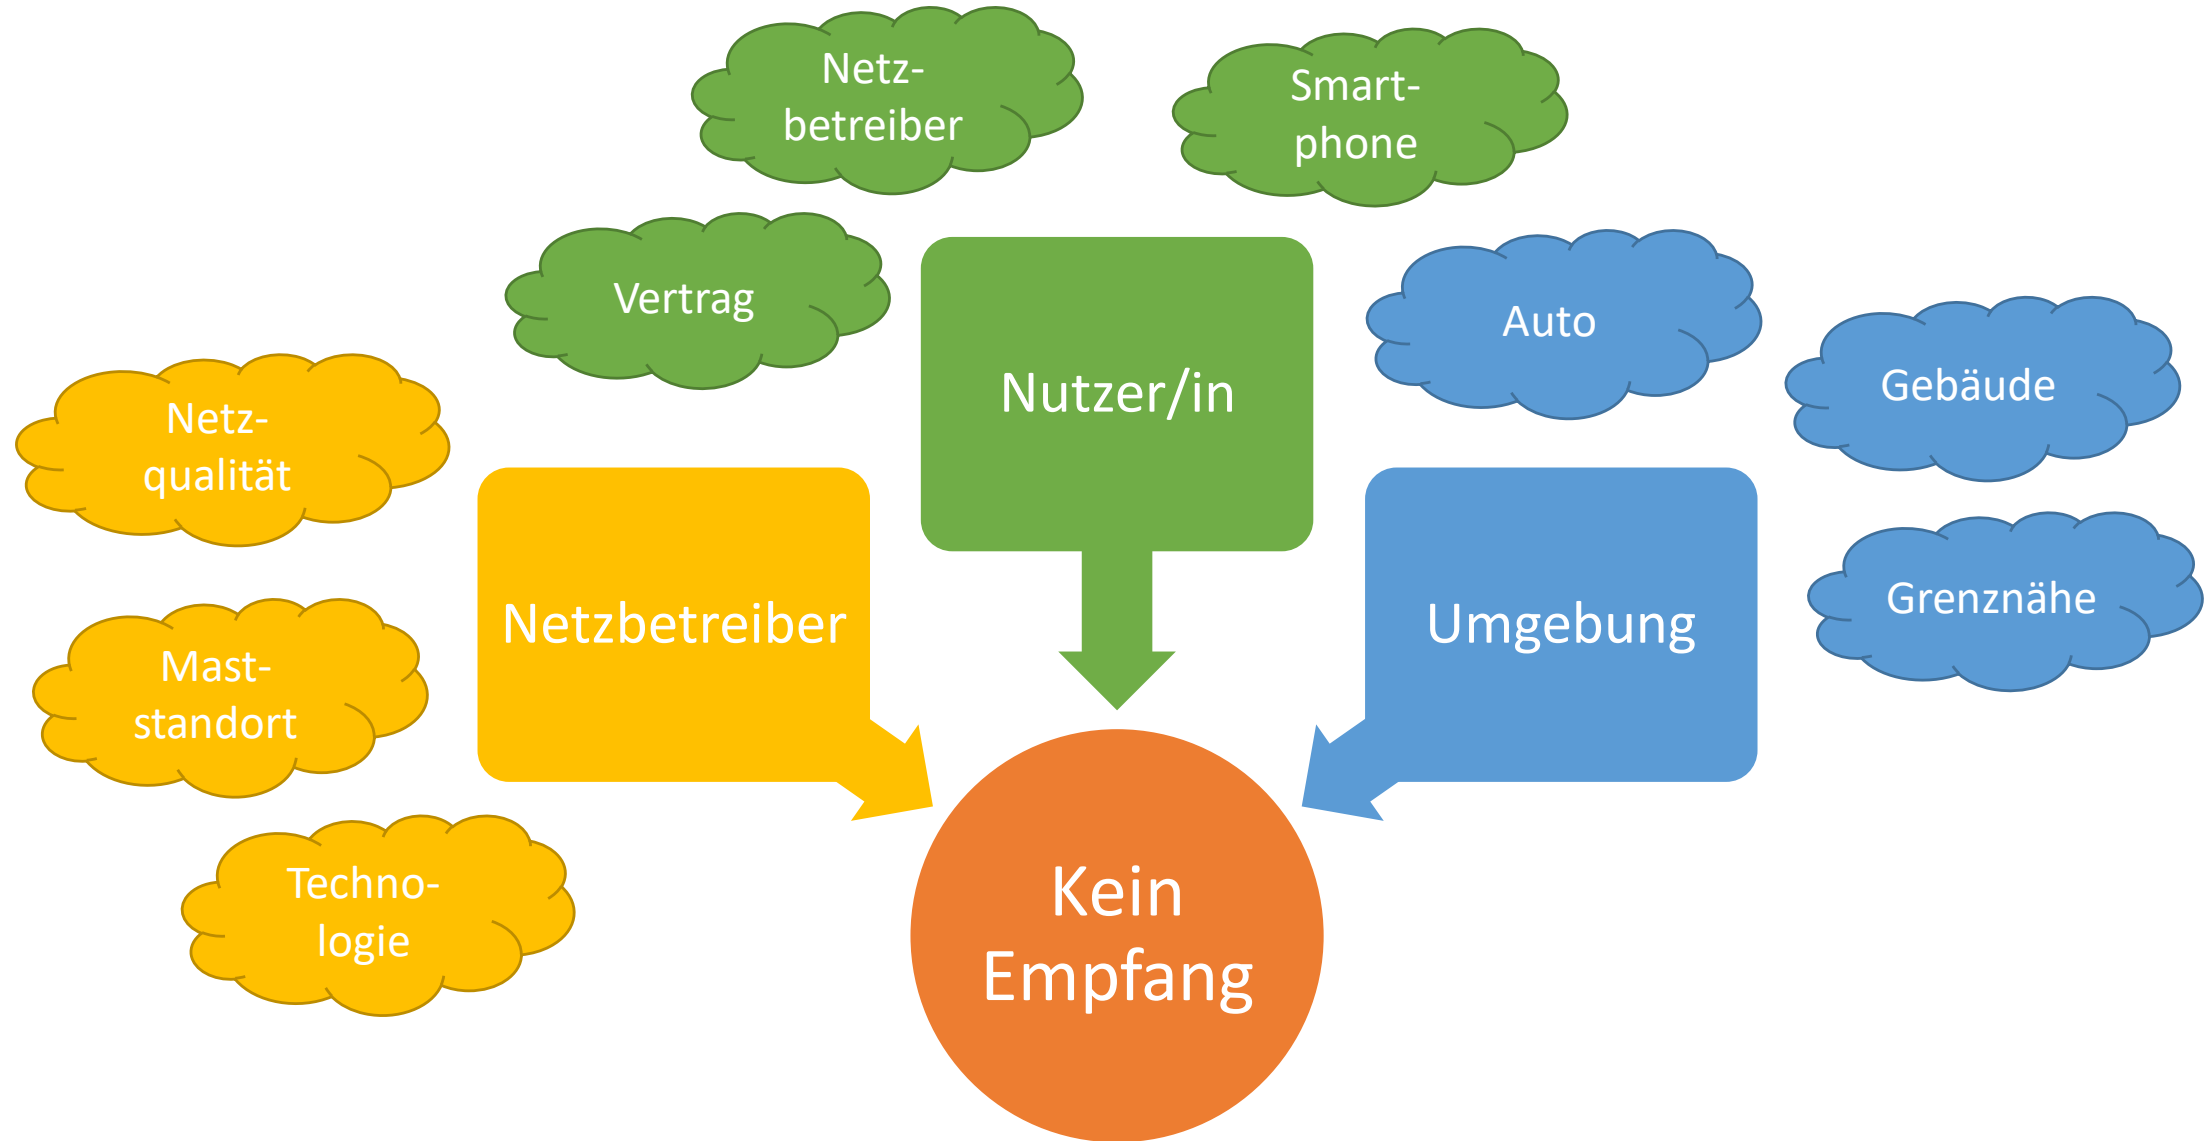 Netz-
betreiber
Smart-
phone
Vertrag
Nutzer/in
Auto
Gebäude
Netz-
qualität
Netzbetreiber
Umgebung
Grenznähe
Mast-
standort
Techno-
logie
Kein
Empfang